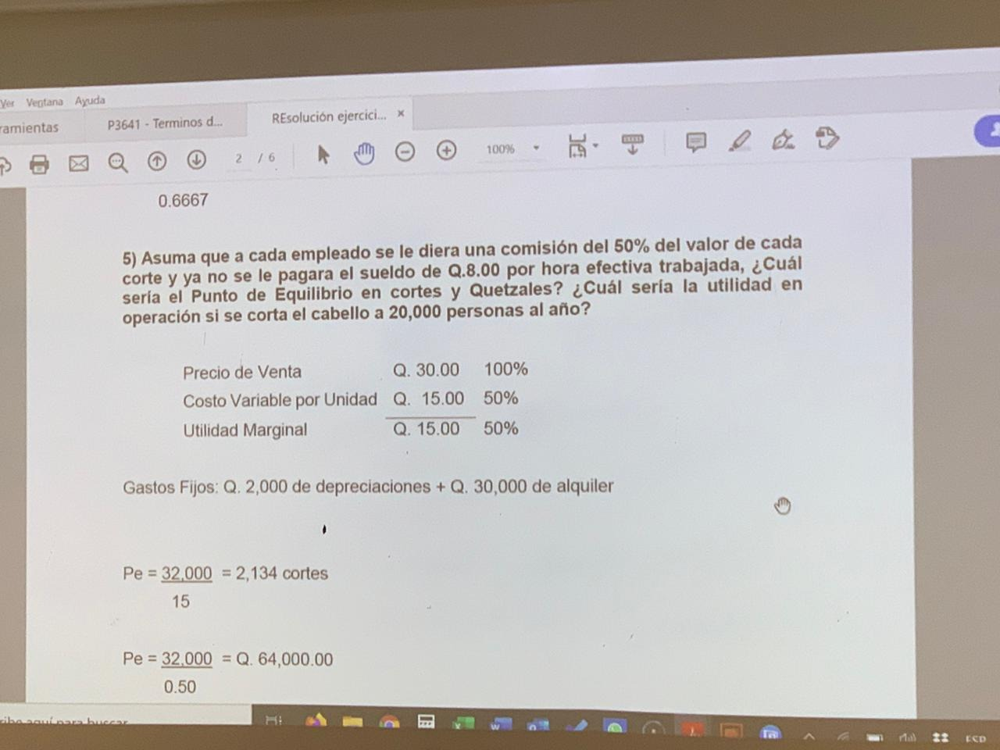 Ver Ventana Ayuda
ramientas P3641 - Terminos d... REsolución ejercici... ×
2 / 6 100%
0.6667
5) Asuma que a cada empleado se le diera una comisión del 50% del valor de cada
corte y ya no se le pagara el sueldo de Q.8.00 por hora efectiva trabajada, ¿Cuál
sería el Punto de Equilibrio en cortes y Quetzales? ¿Cuál sería la utilidad en
operación si se corta el cabello a 20,000 personas al año?
Precio de Venta Q. 30.00 100%
Costo Variable por Unidad Q. 15.00 50%
Utilidad Marginal Q. 15.00 50%
Gastos Fijos: Q. 2,000 de depreciaciones + Q. 30,000 de alquiler
Pe = 32,000 = 2,134 cortes
15
Pe = 32,000 = Q. 64,000.00
0.50
aquí para buscar
ESP